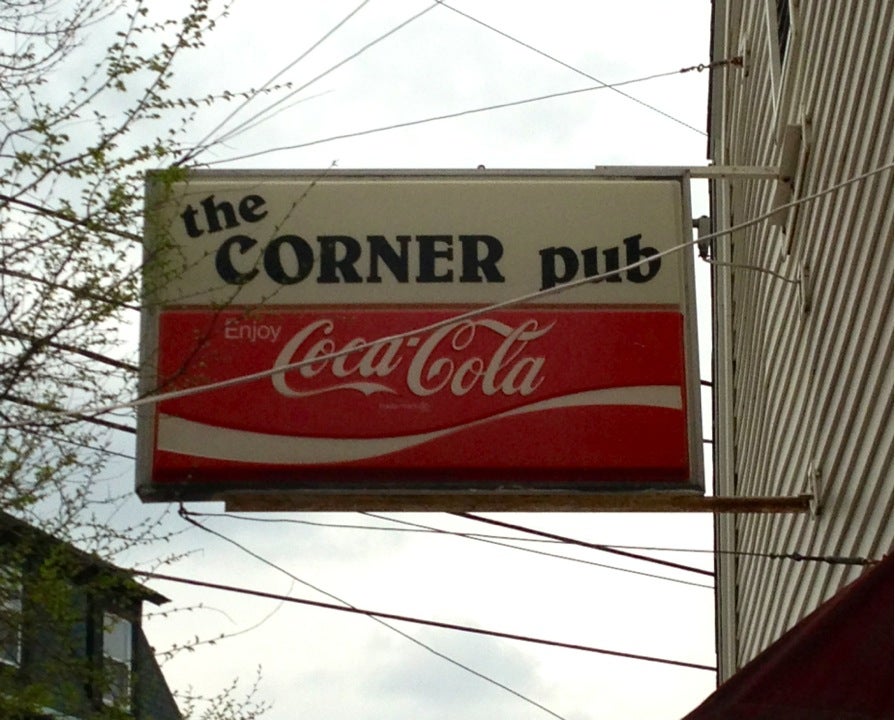 the
CORNER pub
Enjoy
Coca-Cola